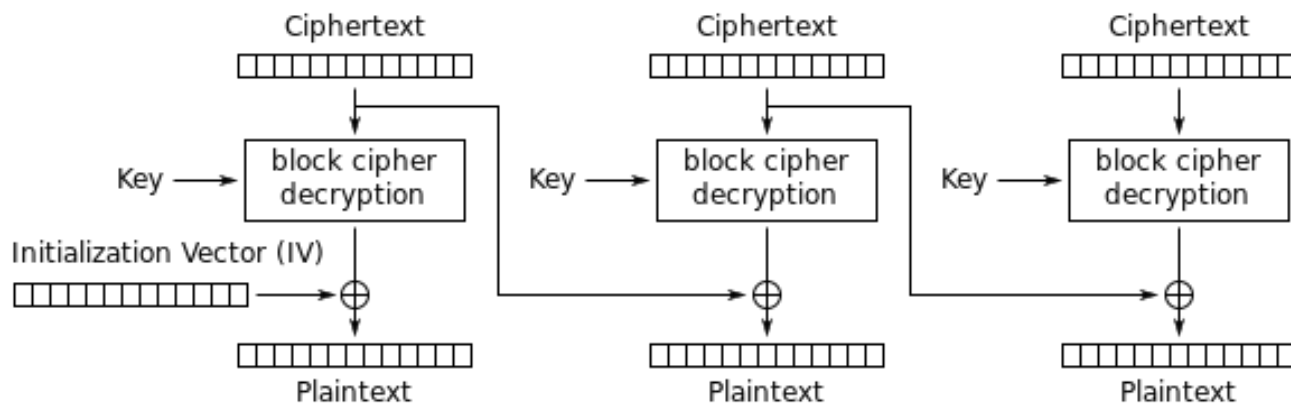 Ciphertext Ciphertext Ciphertext
Key block cipher decryption Key block cipher decryption Key block cipher decryption
Initialization Vector (IV)
Plaintext Plaintext Plaintext